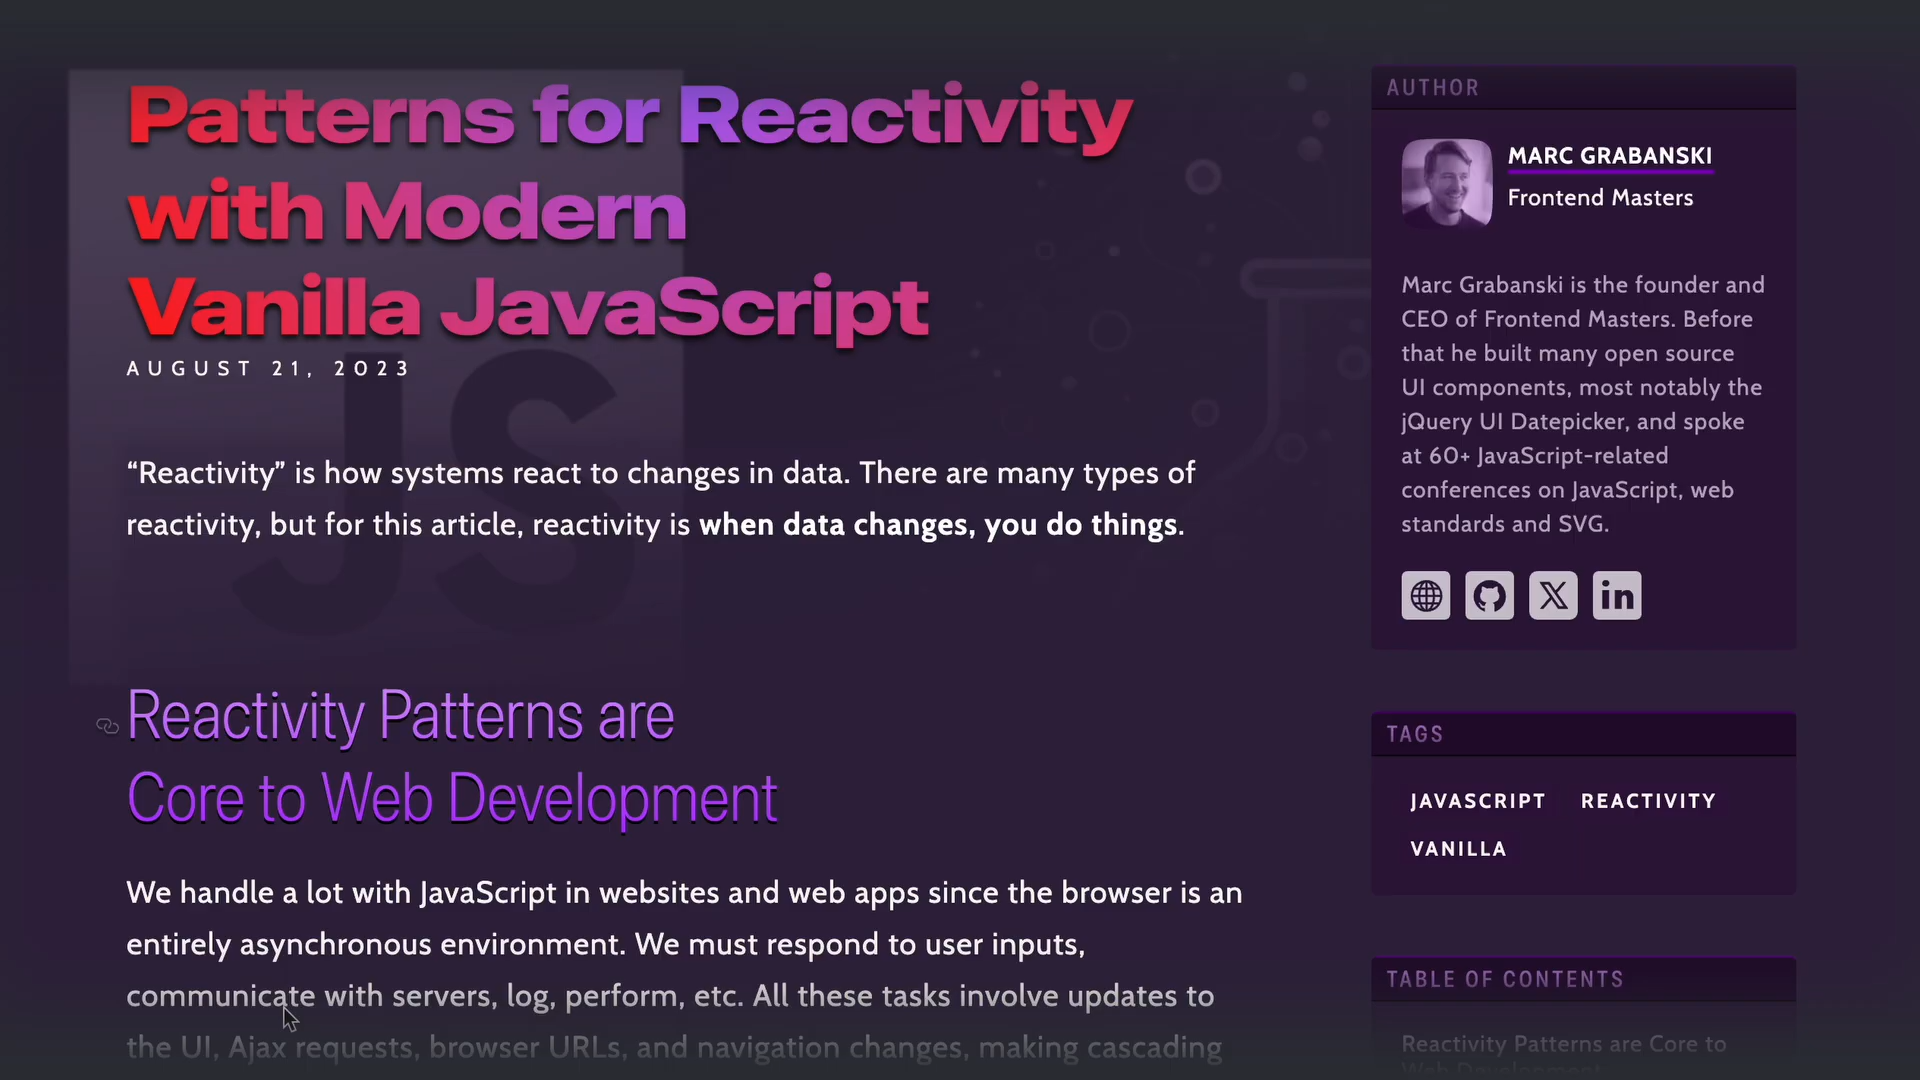 Patterns for Reactivity
with Modern
Vanilla JavaScript
AUGUST 21, 2023
“Reactivity” is how systems react to changes in data. There are many types of
reactivity, but for this article, reactivity is when data changes, you do things.
Reactivity Patterns are
Core to Web Development
We handle a lot with JavaScript in websites and web apps since the browser is an
entirely asynchronous environment. We must respond to user inputs,
communicate with servers, log, perform, etc. All these tasks involve updates to
the UI, Ajax requests, browser URLs, and navigation changes, making cascading
JS
AUTHOR
MARC GRABANSKI
Frontend Masters
Marc Grabanski is the founder and
CEO of Frontend Masters. Before
that he built many open source
UI components, most notably the
jQuery UI Datepicker, and spoke
at 60+ JavaScript-related
conferences on JavaScript, web
standards and SVG.
X
in
TAGS
JAVASCRIPT REACTIVITY
VANILLA
TABLE OF CONTENTS
Reactivity Patterns are Core to
Web Development